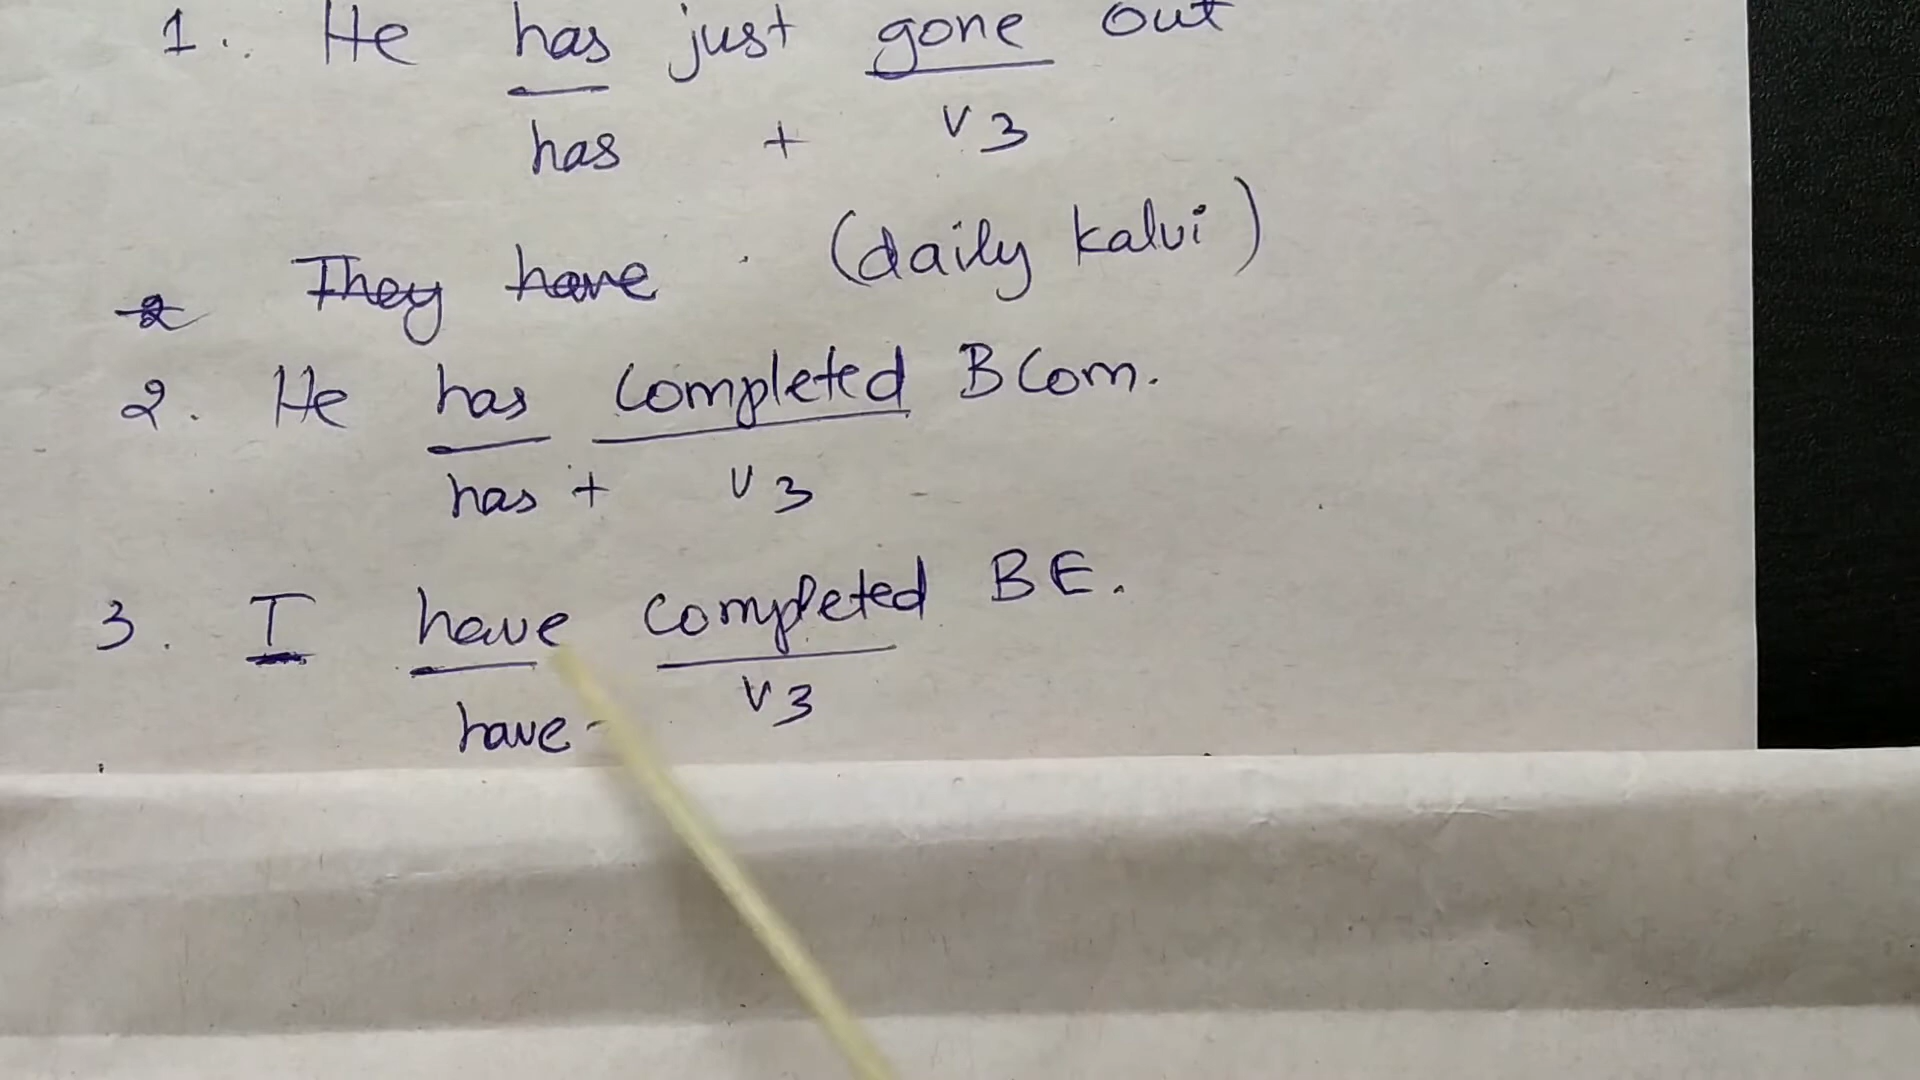 1. He has just gone out
has + V3
2 They have . (daily kalvi)
2. He has completed BCom.
has + V3
3. I have completed BE.
have - V3